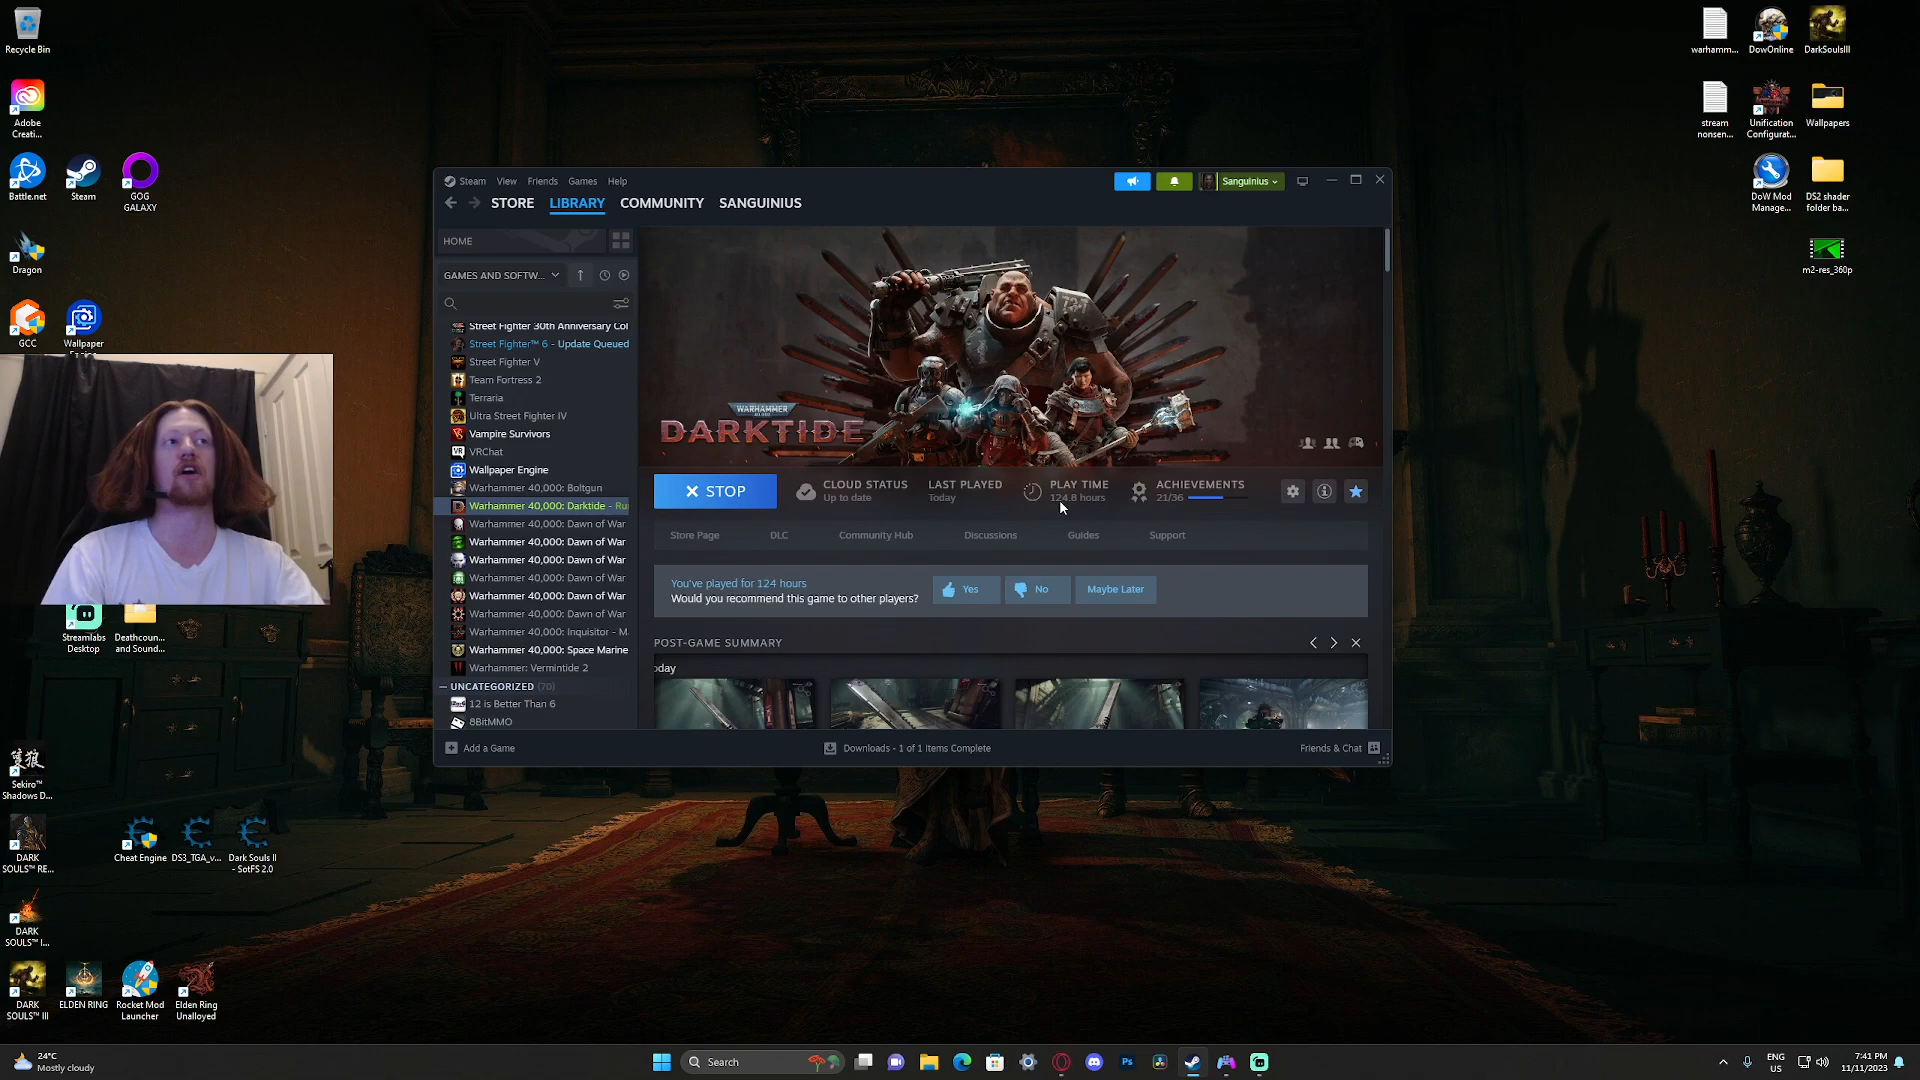 Recycle Bin
Adobe
Creati...
Battle.net
Steam
GOG
GALAXY
Dragon
GCC
Wallpaper
Streamlabs
Desktop
Deathcoun...
and Sound...
Sekiro™
Shadows D...
DARK
SOULS™ RE...
Cheat Engine
DS3_TGA_v...
Dark Souls II
- SotFS 2.0
DARK
SOULS™ I...
DARK
SOULS™ III
ELDEN RING
Rocket Mod
Launcher
Elden Ring
Unalloyed
warhamm...
DowOnline
DarkSoulsIII
stream
nonsen...
Unification
Configurat...
Wallpapers
DoW Mod
Manage...
DS2 shader
folder ba...
m2-res_360p
Steam View Friends Games Help
Sanguinius
STORE LIBRARY COMMUNITY SANGUINIUS
HOME
GAMES AND SOFTW...
Street Fighter 30th Anniversary Col
Street Fighter™ 6 - Update Queued
Street Fighter V
Team Fortress 2
Terraria
Ultra Street Fighter IV
Vampire Survivors
VRChat
Wallpaper Engine
Warhammer 40,000: Boltgun
Warhammer 40,000: Darktide - Ru
Warhammer 40,000: Dawn of War
Warhammer 40,000: Dawn of War
Warhammer 40,000: Dawn of War
Warhammer 40,000: Dawn of War
Warhammer 40,000: Dawn of War
Warhammer 40,000: Dawn of War
Warhammer 40,000: Inquisitor - M
Warhammer 40,000: Space Marine
Warhammer: Vermintide 2
— UNCATEGORIZED (70)
12 is Better Than 6
8BitMMO
Add a Game
WARHAMMER
DARKTIDE
STOP
CLOUD STATUS
Up to date
LAST PLAYED
Today
PLAY TIME
124.8 hours
ACHIEVEMENTS
21/36
Store Page DLC Community Hub Discussions Guides Support
You've played for 124 hours
Would you recommend this game to other players?
Yes No Maybe Later
POST-GAME SUMMARY
oday
Downloads - 1 of 1 Items Complete
Friends & Chat
24°C
Mostly cloudy
Search
Ps
ENG
US
7:41 PM
11/11/2023